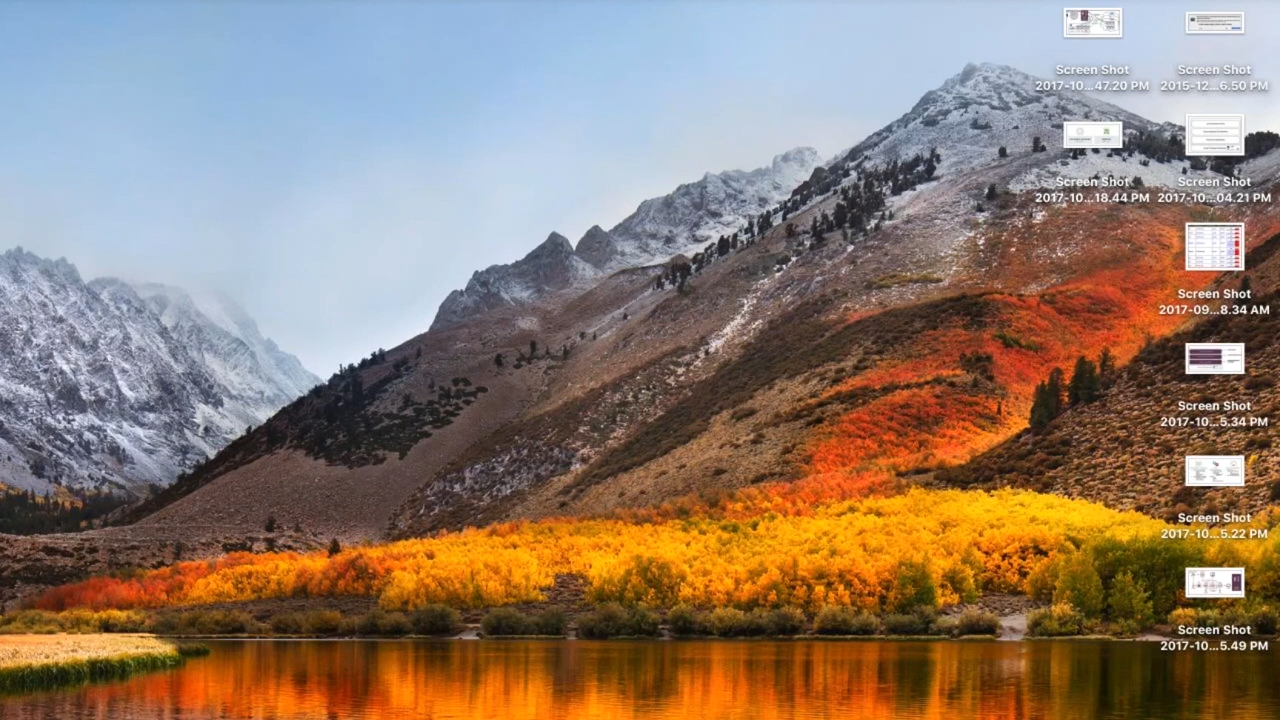 Screen Shot
2017-10...47.20 PM
Screen Shot
2015-12...6.50 PM
Screen Shot
2017-10...18.44 PM
Screen Shot
2017-10...04.21 PM
Screen Shot
2017-09...8.34 AM
Screen Shot
2017-10...5.34 PM
Screen Shot
2017-10...5.22 PM
Screen Shot
2017-10...5.49 PM